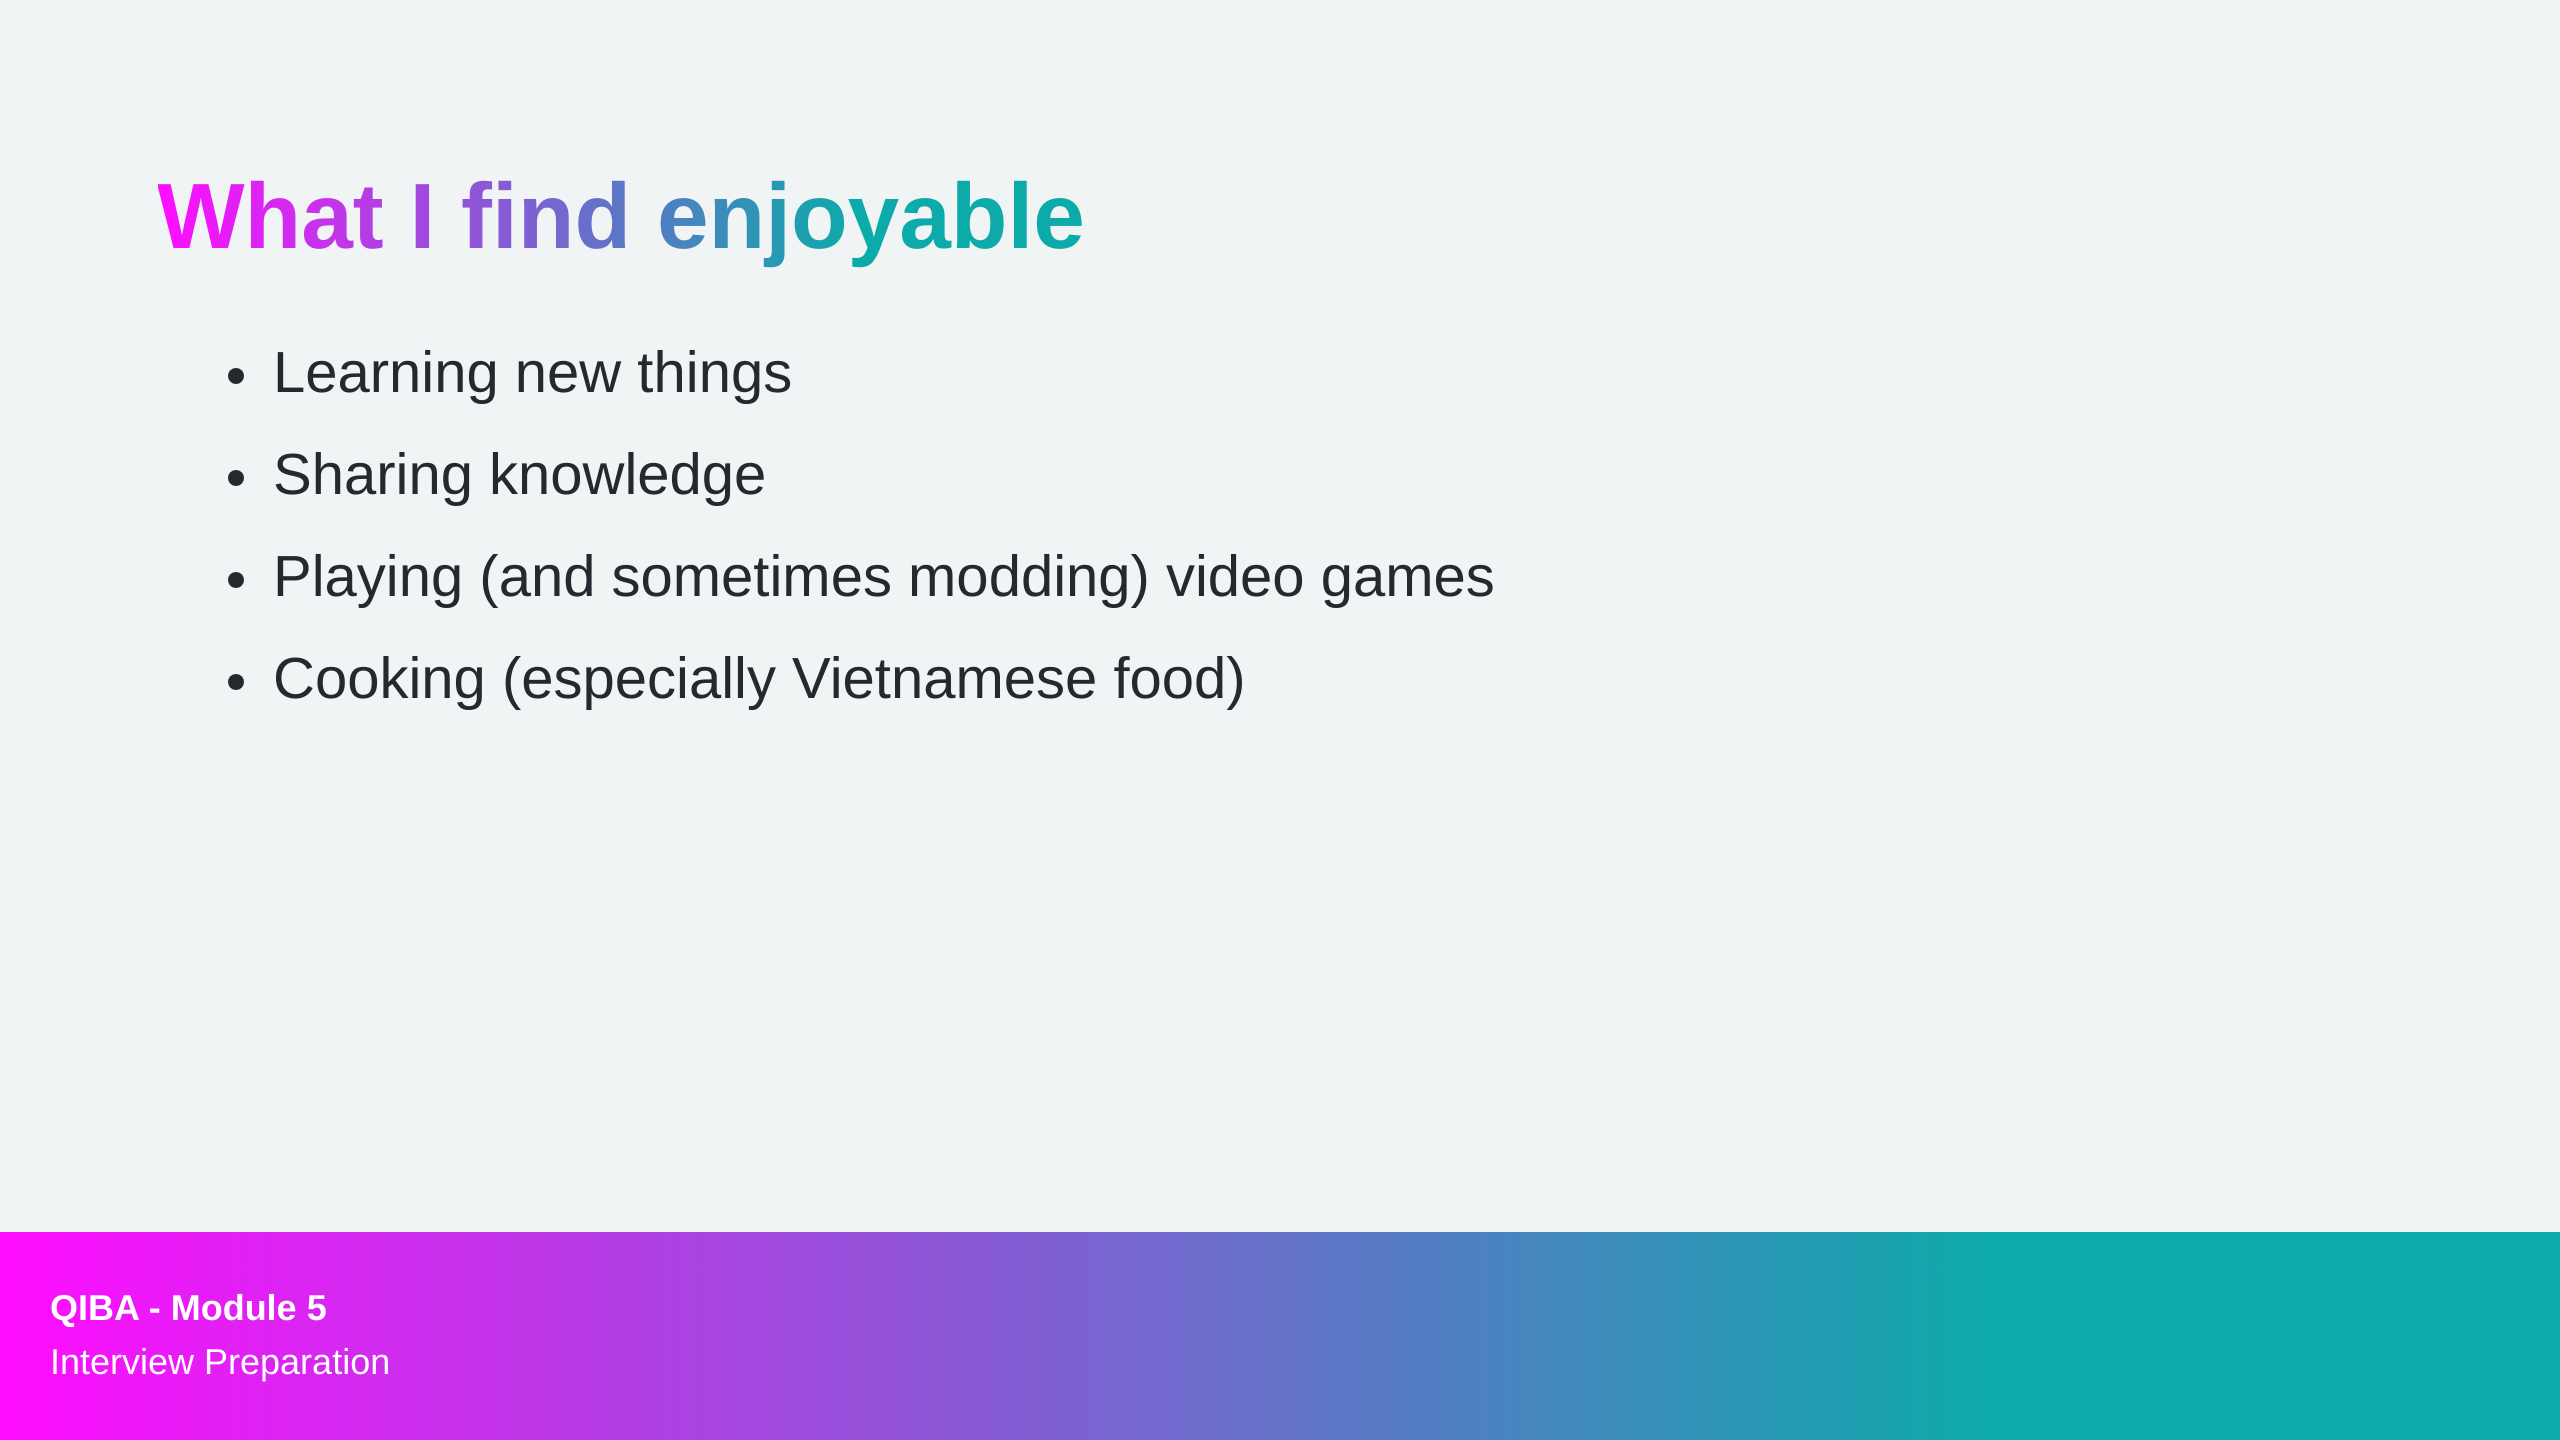 What I find enjoyable
• Learning new things
• Sharing knowledge
• Playing (and sometimes modding) video games
• Cooking (especially Vietnamese food)
QIBA - Module 5
Interview Preparation